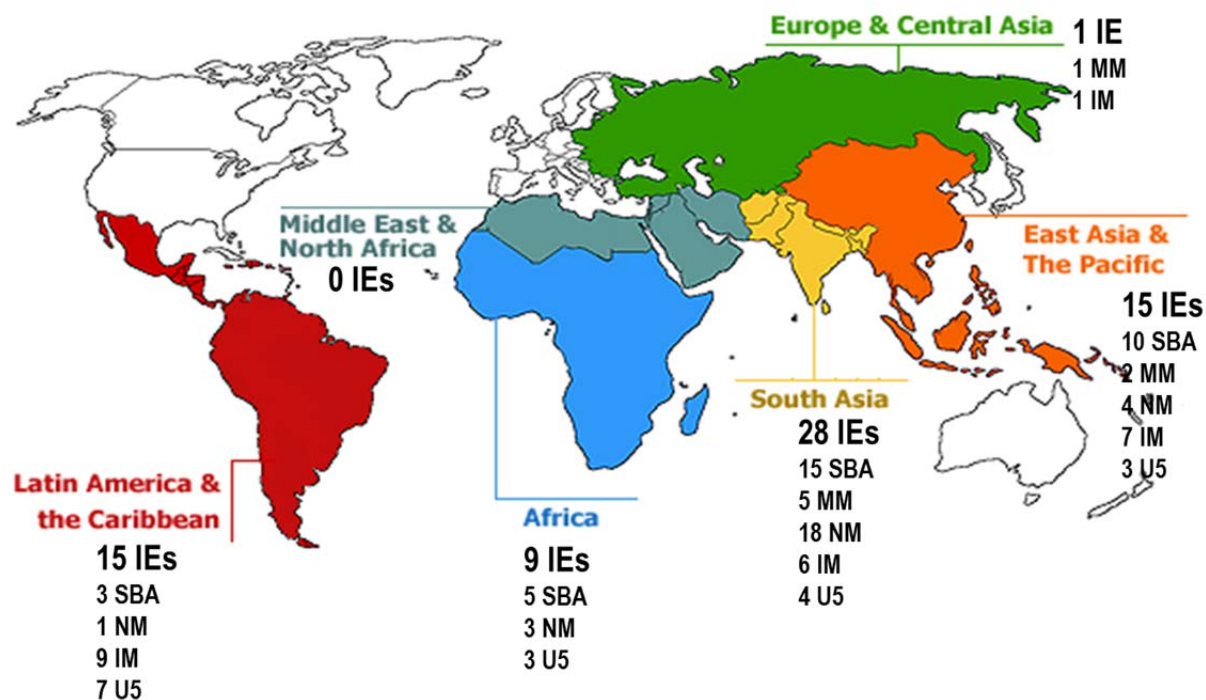 Europe & Central Asia
1 IE
1 MM
1 IM
Middle East &
North Africa
0 IEs
East Asia &
The Pacific
15 IEs
10 SBA
2 MM
4 NM
7 IM
3 U5
South Asia
28 IEs
15 SBA
5 MM
18 NM
6 IM
4 U5
Latin America &
the Caribbean
15 IEs
3 SBA
1 NM
9 IM
7 U5
Africa
9 IEs
5 SBA
3 NM
3 U5